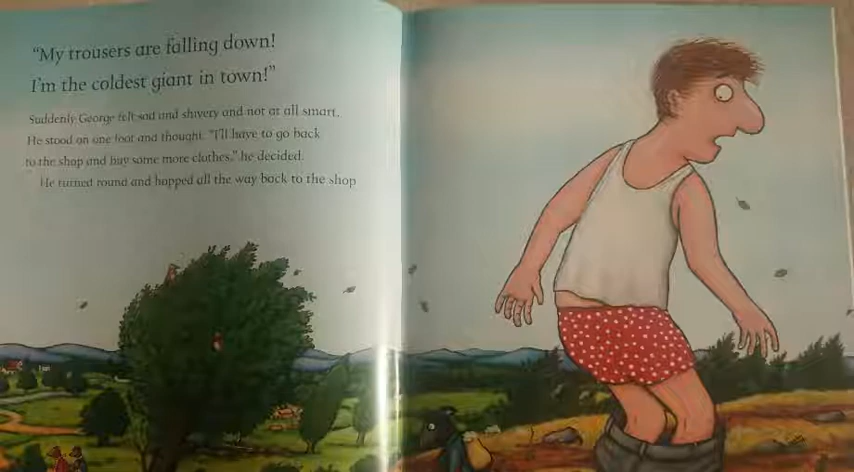 “My trousers are falling down!
I’m the coldest giant in town!”
Suddenly George felt sad and shivery and not at all smart.
He stood on one foot and thought. “I’ll have to go back
to the shop and buy some more clothes,” he decided.
He turned round and hopped all the way back to the shop